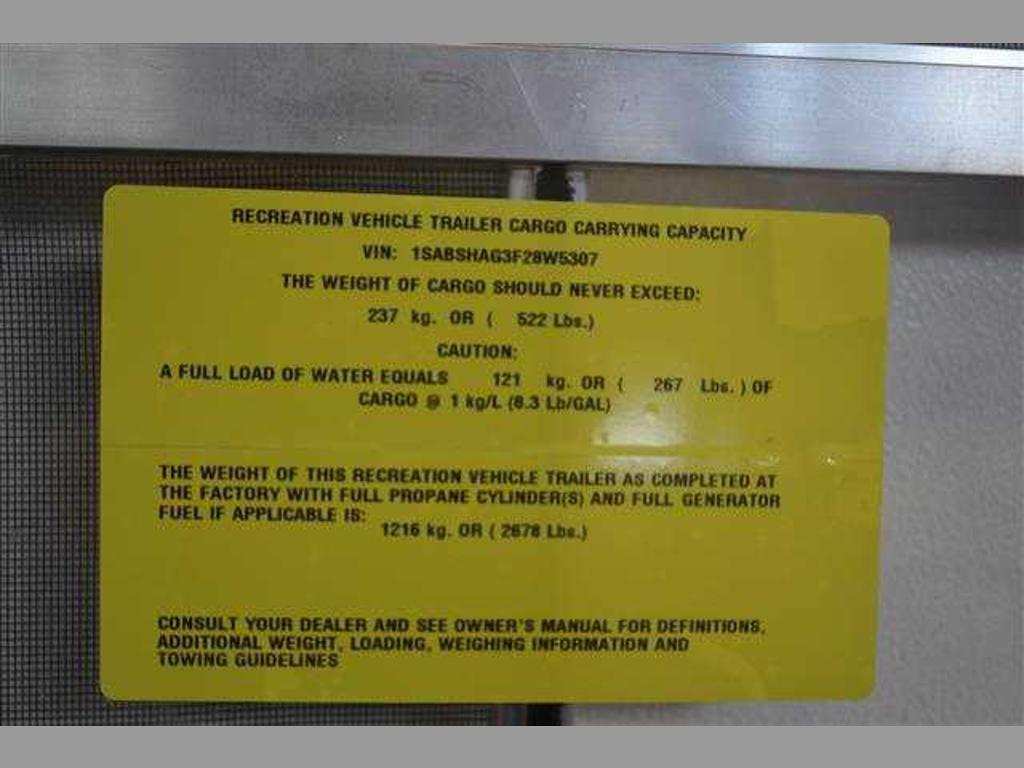 RECREATION VEHICLE TRAILER CARGO CARRYING CAPACITY
VIN: 1SABSHAG3F28W5307
THE WEIGHT OF CARGO SHOULD NEVER EXCEED:
237 kg. OR ( 522 Lbs.)
CAUTION:
A FULL LOAD OF WATER EQUALS 121 kg. OR ( 267 Lbs. ) OF
CARGO @ 1 kg/L (8.3 Lb/GAL)
THE WEIGHT OF THIS RECREATION VEHICLE TRAILER AS COMPLETED AT
THE FACTORY WITH FULL PROPANE CYLINDER(S) AND FULL GENERATOR
FUEL IF APPLICABLE IS:
1216 kg. OR ( 2678 Lbs.)
CONSULT YOUR DEALER AND SEE OWNER'S MANUAL FOR DEFINITIONS,
ADDITIONAL WEIGHT, LOADING, WEIGHING INFORMATION AND
TOWING GUIDELINES